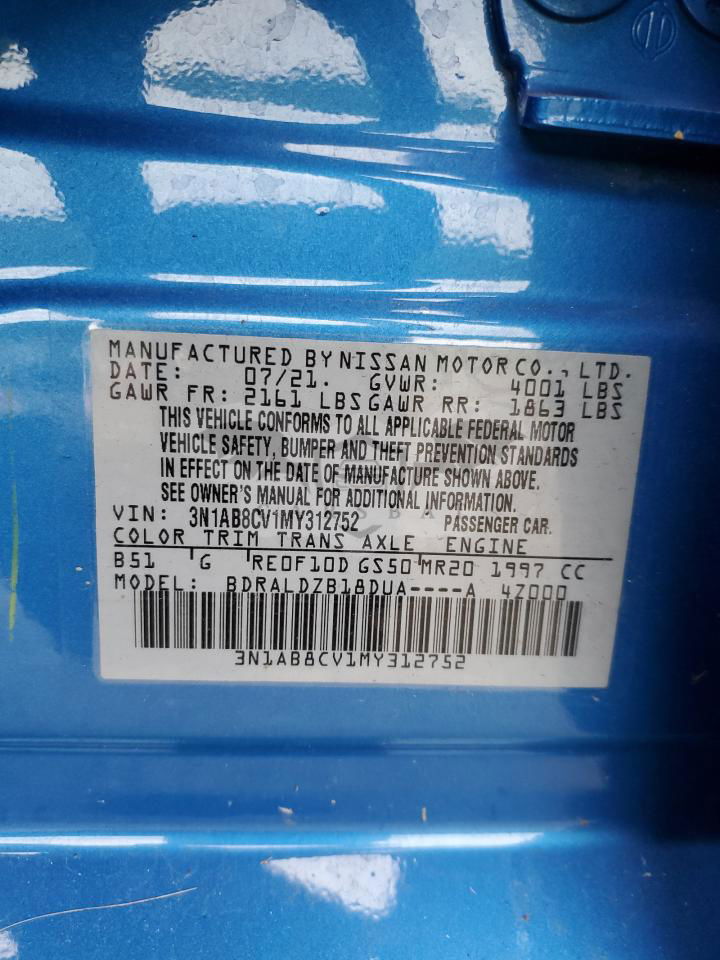 MANUFACTURED BY NISSAN MOTOR CO., LTD.
DATE: 07/21. GVWR: 4001 LBS
GAWR FR: 2161 LBS GAWR RR: 1863 LBS
THIS VEHICLE CONFORMS TO ALL APPLICABLE FEDERAL MOTOR
VEHICLE SAFETY, BUMPER AND THEFT PREVENTION STANDARDS
IN EFFECT ON THE DATE OF MANUFACTURE SHOWN ABOVE.
SEE OWNER'S MANUAL FOR ADDITIONAL INFORMATION.
VIN: 3N1AB8CV1MY312752 PASSENGER CAR.
COLOR TRIM TRANS AXLE ENGINE
B51 G RE0F10D GS50 MR20 1997 CC
MODEL: BDRALDZB18DUA----A 4Z000
3N1AB8CV1MY312752